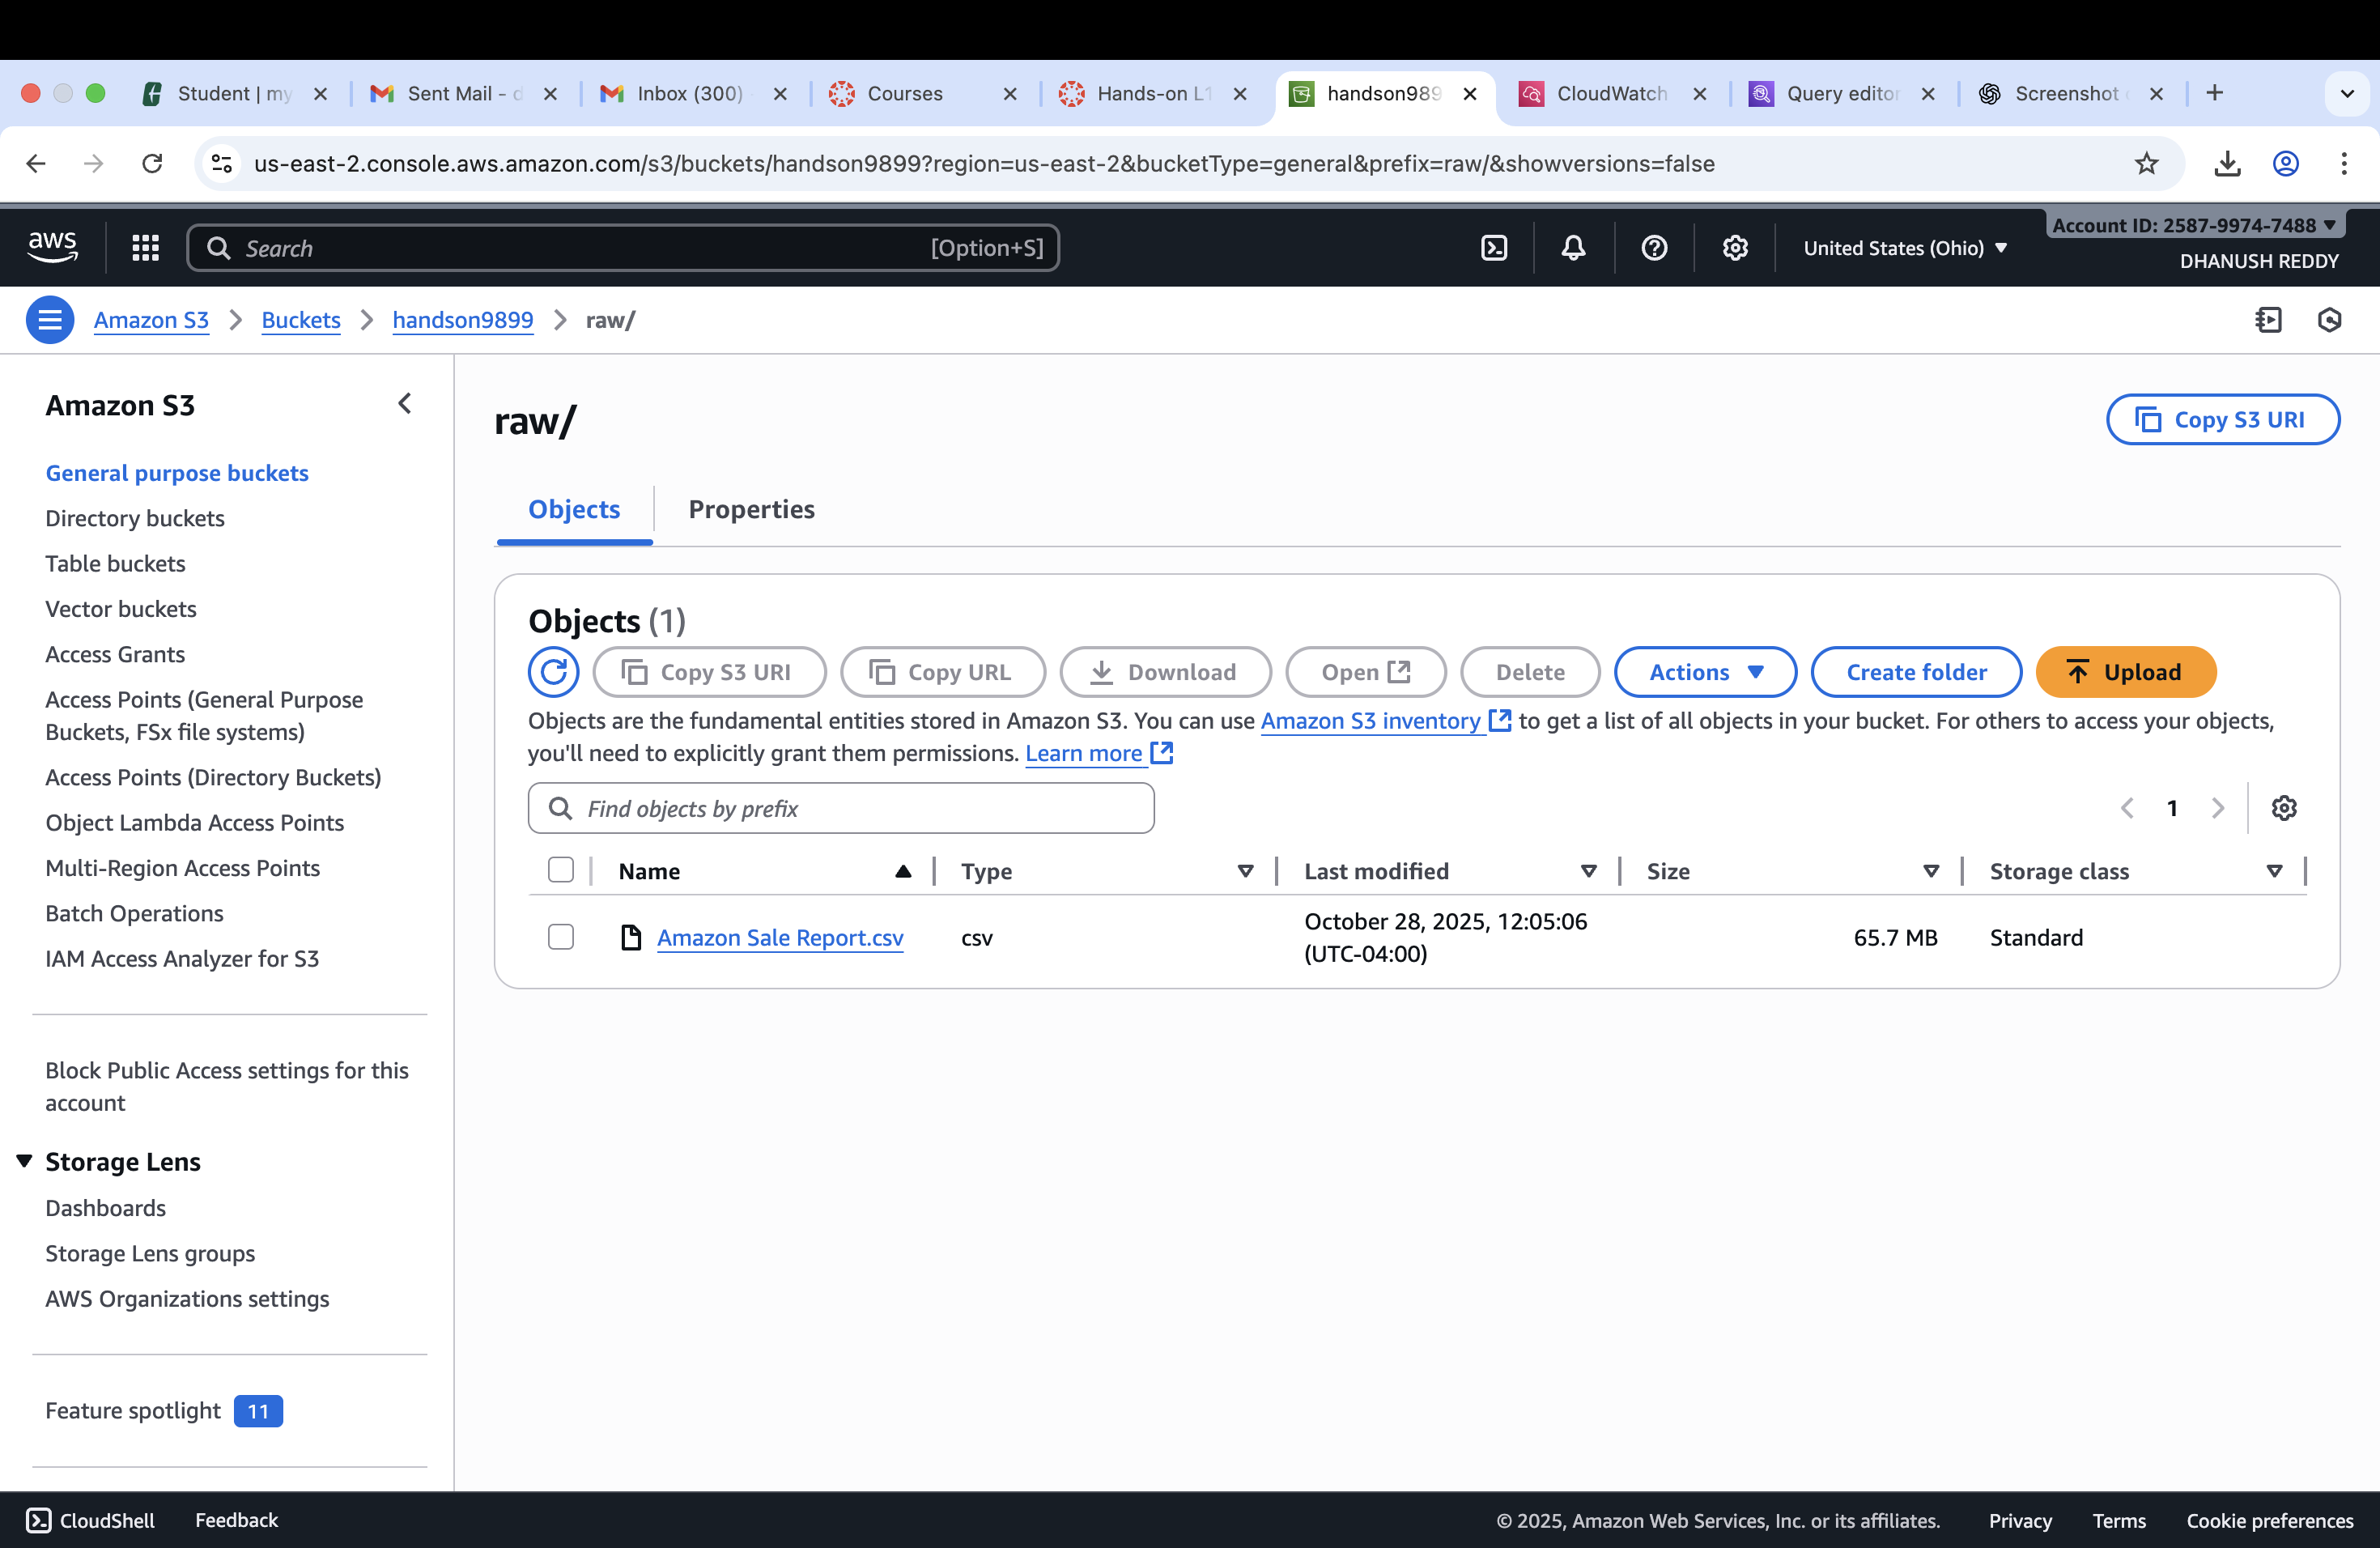 Student | my
Sent Mail - d
Inbox (300)
Courses
Hands-on L1
handson989
CloudWatch
Query editor
Screenshot
us-east-2.console.aws.amazon.com/s3/buckets/handson9899?region=us-east-2&bucketType=general&prefix=raw/&showversions=false
aws
Search
[Option+S]
United States (Ohio)
Account ID: 2587-9974-7488
DHANUSH REDDY
Amazon S3
Buckets
handson9899
raw/
Amazon S3
General purpose buckets
Directory buckets
Table buckets
Vector buckets
Access Grants
Access Points (General Purpose
Buckets, FSx file systems)
Access Points (Directory Buckets)
Object Lambda Access Points
Multi-Region Access Points
Batch Operations
IAM Access Analyzer for S3
Block Public Access settings for this
account
Storage Lens
Dashboards
Storage Lens groups
AWS Organizations settings
Feature spotlight 11
raw/
Copy S3 URI
Objects
Properties
Objects (1)
Copy S3 URI
Copy URL
Download
Open
Delete
Actions
Create folder
Upload
Objects are the fundamental entities stored in Amazon S3. You can use Amazon S3 inventory to get a list of all objects in your bucket. For others to access your objects,
you'll need to explicitly grant them permissions. Learn more
Find objects by prefix
1
Name
Type
Last modified
Size
Storage class
Amazon Sale Report.csv
csv
October 28, 2025, 12:05:06
(UTC-04:00)
65.7 MB
Standard
CloudShell
Feedback
© 2025, Amazon Web Services, Inc. or its affiliates.
Privacy
Terms
Cookie preferences